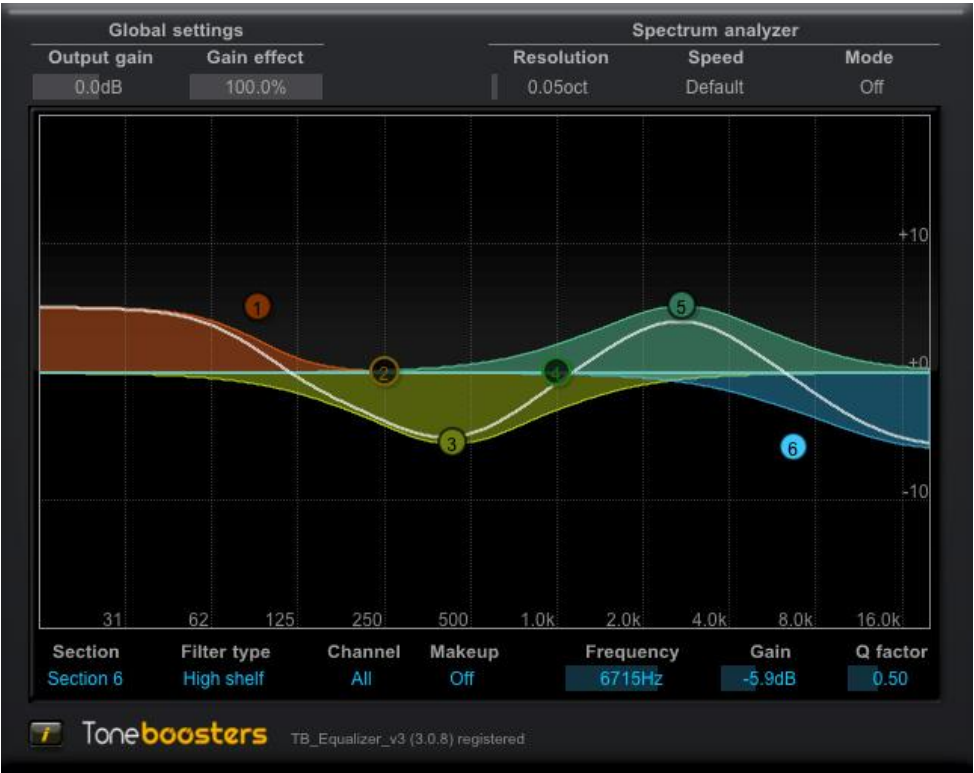 Global settings Spectrum analyzer
Output gain Gain effect Resolution Speed Mode
0.0dB 100.0% 0.05oct Default Off
+10
1 5
+0
2 4
3 6
-10
31 62 125 250 500 1.0k 2.0k 4.0k 8.0k 16.0k
Section Filter type Channel Makeup Frequency Gain Q factor
Section 6 High shelf All Off 6715Hz -5.9dB 0.50
i Toneboosters TB_Equalizer_v3 (3.0.8) registered